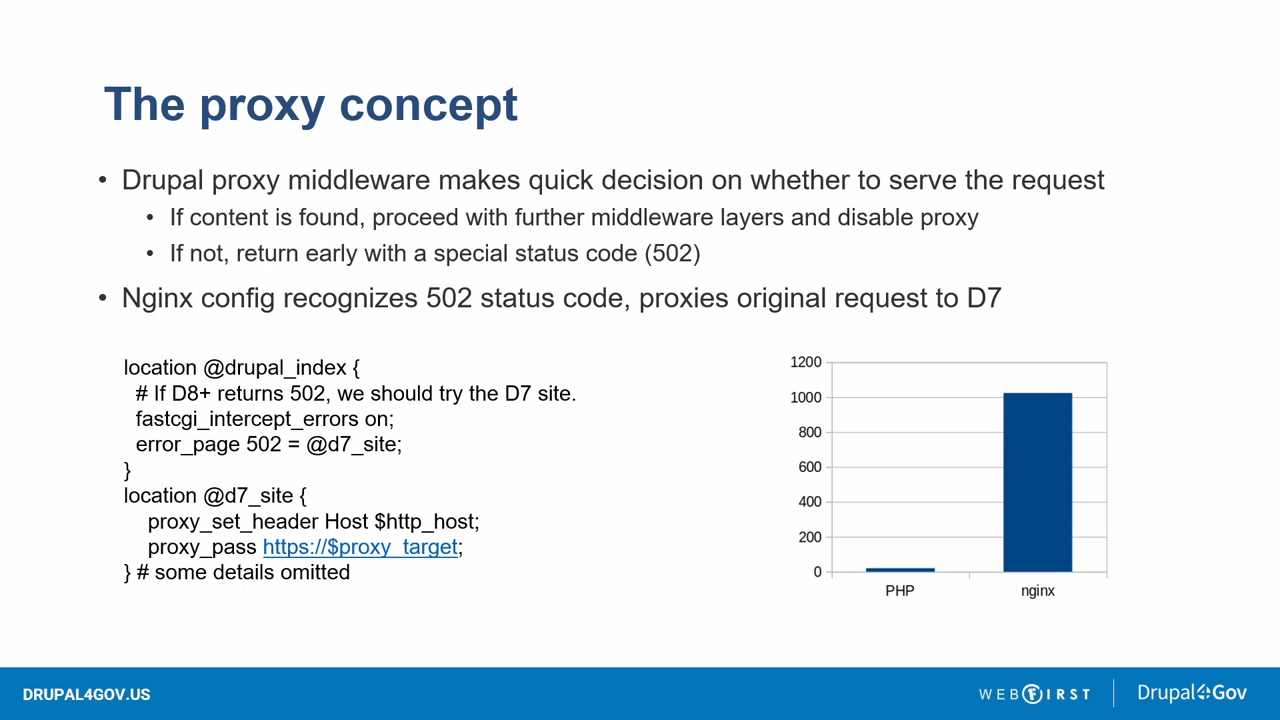 The proxy concept
• Drupal proxy middleware makes quick decision on whether to serve the request
• If content is found, proceed with further middleware layers and disable proxy
• If not, return early with a special status code (502)
• Nginx config recognizes 502 status code, proxies original request to D7
location @drupal_index {
# If D8+ returns 502, we should try the D7 site.
fastcgi_intercept_errors on;
error_page 502 = @d7_site;
}
location @d7_site {
proxy_set_header Host $http_host;
proxy_pass https://$proxy_target;
} # some details omitted
1200
1000
800
600
400
200
0
PHP
nginx
DRUPAL4GOV.US
WEBFIRST
Drupal4Gov